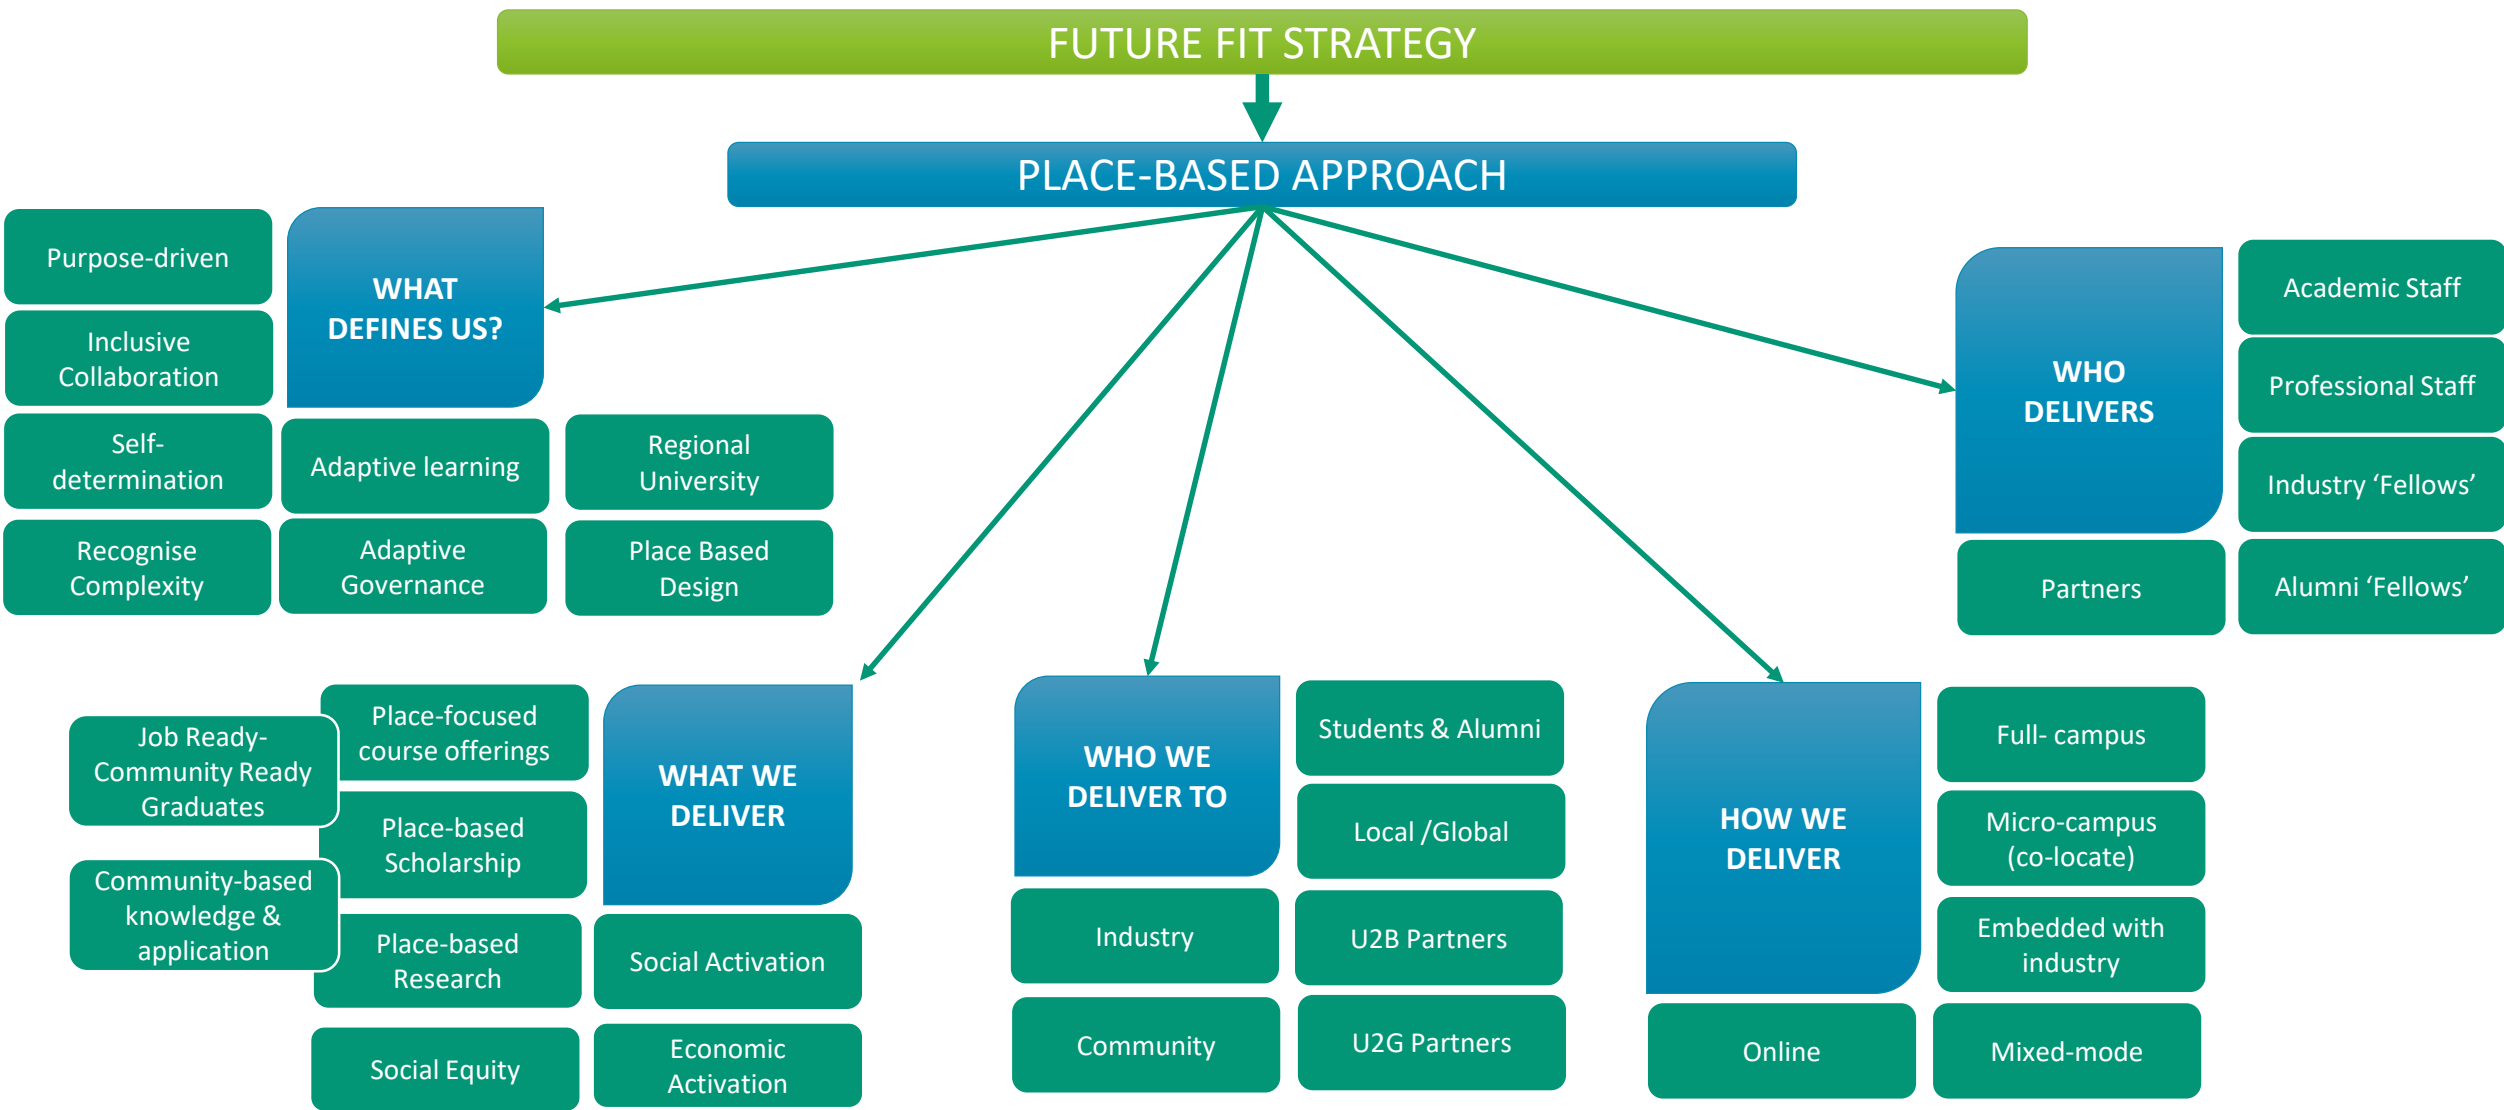 FUTURE FIT STRATEGY
PLACE-BASED APPROACH
WHAT
DEFINES US?
Purpose-driven
Inclusive
Collaboration
Self-
determination
Recognise
Complexity
Adaptive learning
Adaptive
Governance
Regional
University
Place Based
Design
WHO
DELIVERS
Academic Staff
Professional Staff
Industry ‘Fellows’
Alumni ‘Fellows’
Partners
WHAT WE
DELIVER
Place-focused
course offerings
Job Ready-
Community Ready
Graduates
Place-based
Scholarship
Community-based
knowledge &
application
Place-based
Research
Social Activation
Social Equity
Economic
Activation
WHO WE
DELIVER TO
Students & Alumni
Local /Global
Industry
U2B Partners
Community
U2G Partners
HOW WE
DELIVER
Full- campus
Micro-campus
(co-locate)
Embedded with
industry
Online
Mixed-mode